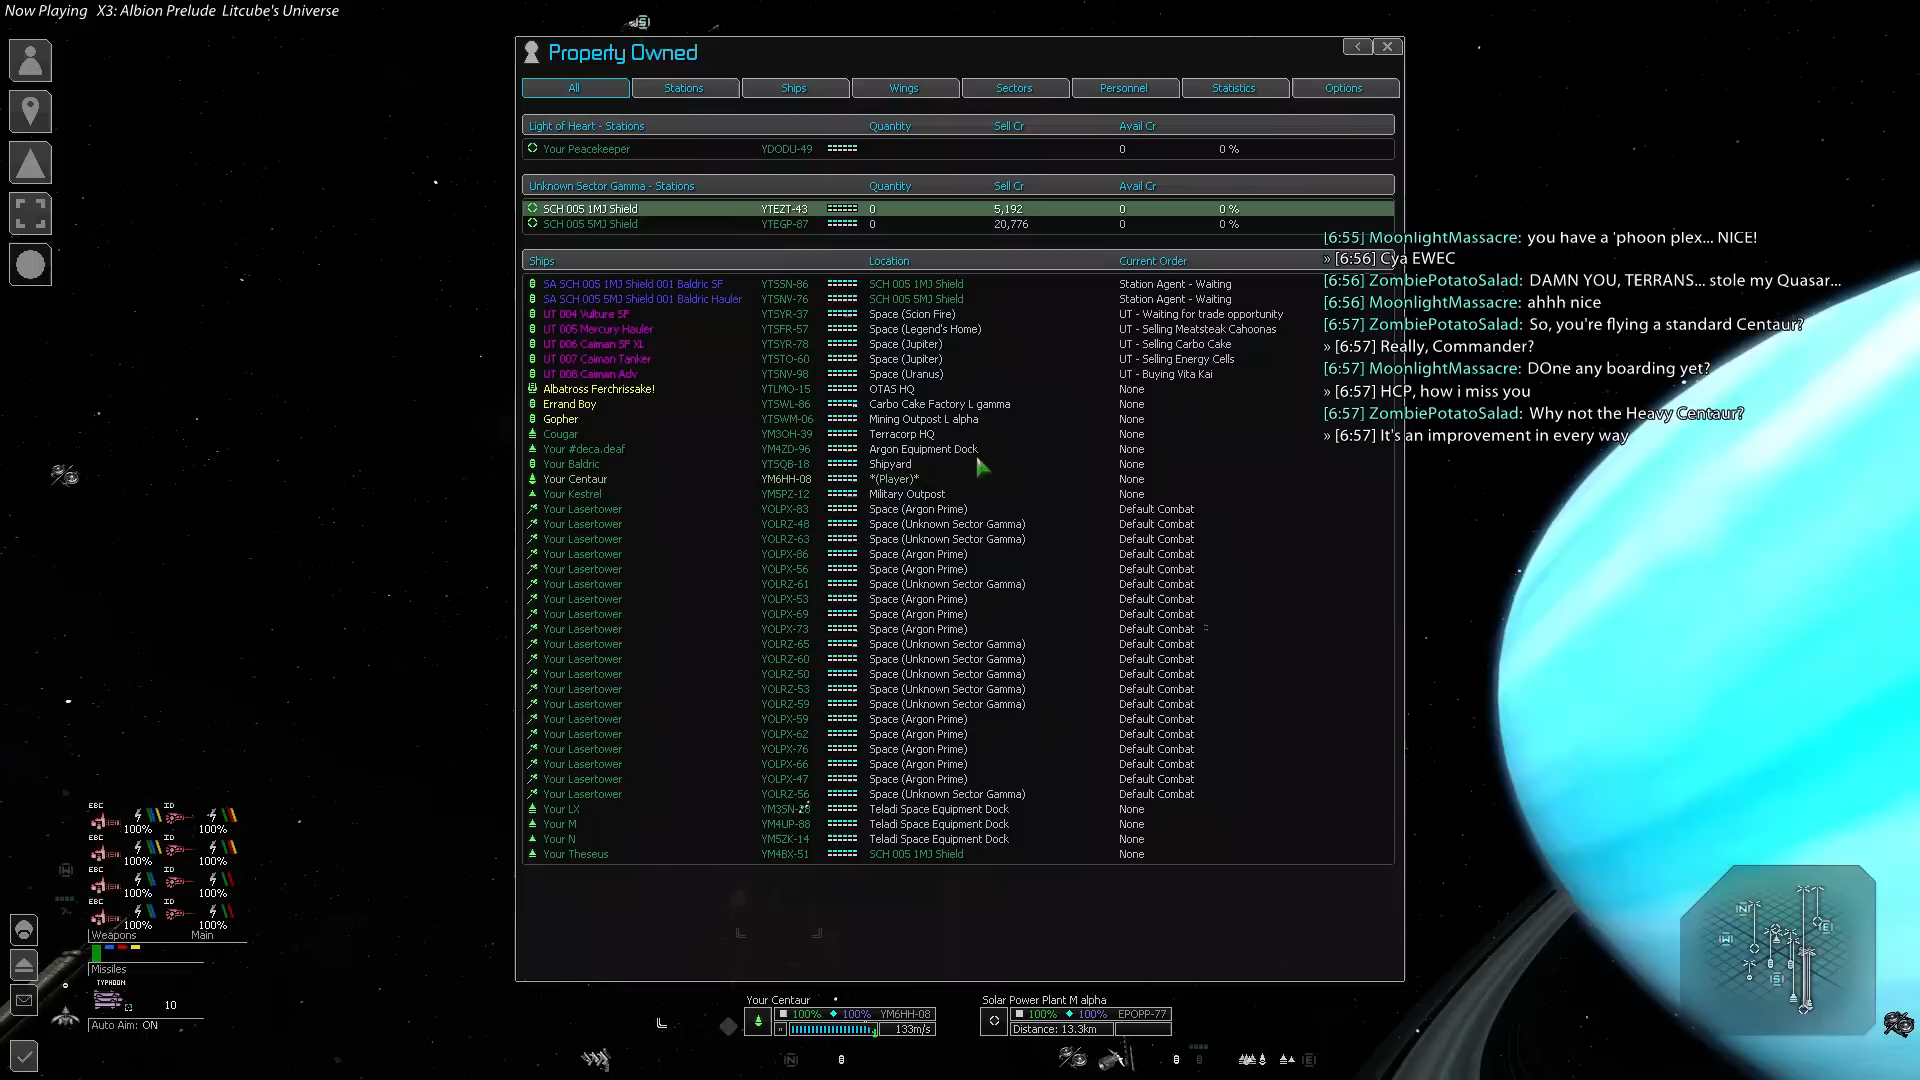 Now Playing X3: Albion Prelude Litcube's Universe
Property Owned
All Stations Ships Wings Sectors Personnel Statistics Options
Light of Heart - Stations Quantity Sell Cr Avail Cr
Your Peacekeeper YDODU-49 0 0 %
Unknown Sector Gamma - Stations Quantity Sell Cr Avail Cr
SCH 005 1MJ Shield YTEZT-43 0 5,192 0 0 %
SCH 005 5MJ Shield YTEGP-87 0 20,776 0 0 %
Ships Location Current Order
SA SCH 005 1MJ Shield 001 Baldric SF YTSSN-86 SCH 005 1MJ Shield Station Agent - Waiting
SA SCH 005 5MJ Shield 001 Baldric Hauler YTSNV-76 SCH 005 5MJ Shield Station Agent - Waiting
UT 004 Vulture SF YTSYR-37 Space (Scion Fire) UT - Waiting for trade opportunity
UT 005 Mercury Hauler YTSFR-57 Space (Legend's Home) UT - Selling Meatsteak Cahoonas
UT 006 Caiman SF XL YTSYR-78 Space (Jupiter) UT - Selling Carbo Cake
UT 007 Caiman Tanker YTSTO-60 Space (Jupiter) UT - Selling Energy Cells
UT 008 Caiman Adv YTSNV-98 Space (Uranus) UT - Buying Vita Kai
Albatross Ferchrissake! YTLMO-15 OTAS HQ None
Errand Boy YTSWL-86 Carbo Cake Factory L gamma None
Gopher YTSWM-06 Mining Outpost L alpha None
Cougar YM3OH-39 Terracorp HQ None
Your #deca.deaf YM4ZD-96 Argon Equipment Dock None
Your Baldric YTSQB-18 Shipyard None
Your Centaur YM6HH-08 *(Player)* None
Your Kestrel YM5PZ-12 Military Outpost None
Your Lasertower YOLPX-83 Space (Argon Prime) Default Combat
Your Lasertower YOLRZ-48 Space (Unknown Sector Gamma) Default Combat
Your Lasertower YOLRZ-63 Space (Unknown Sector Gamma) Default Combat
Your Lasertower YOLPX-86 Space (Argon Prime) Default Combat
Your Lasertower YOLPX-56 Space (Argon Prime) Default Combat
Your Lasertower YOLRZ-61 Space (Unknown Sector Gamma) Default Combat
Your Lasertower YOLPX-53 Space (Argon Prime) Default Combat
Your Lasertower YOLPX-69 Space (Argon Prime) Default Combat
Your Lasertower YOLPX-73 Space (Argon Prime) Default Combat
Your Lasertower YOLRZ-65 Space (Unknown Sector Gamma) Default Combat
Your Lasertower YOLRZ-60 Space (Unknown Sector Gamma) Default Combat
Your Lasertower YOLRZ-50 Space (Unknown Sector Gamma) Default Combat
Your Lasertower YOLRZ-53 Space (Unknown Sector Gamma) Default Combat
Your Lasertower YOLRZ-59 Space (Unknown Sector Gamma) Default Combat
Your Lasertower YOLPX-59 Space (Argon Prime) Default Combat
Your Lasertower YOLPX-62 Space (Argon Prime) Default Combat
Your Lasertower YOLPX-76 Space (Argon Prime) Default Combat
Your Lasertower YOLPX-66 Space (Argon Prime) Default Combat
Your Lasertower YOLPX-47 Space (Argon Prime) Default Combat
Your Lasertower YOLRZ-56 Space (Unknown Sector Gamma) Default Combat
Your LX Teladi Space Equipment Dock None
Your M YM4UP-88 Teladi Space Equipment Dock None
Your N YM5ZK-14 Teladi Space Equipment Dock None
Your Theseus YM4BX-51 SCH 005 1MJ Shield None
[6:55] MoonlightMassacre: you have a 'phoon plex... NICE!
» [6:56] Cya EWEC
[6:56] ZombiePotatoSalad: DAMN YOU, TERRANS... stole my Quasar...
[6:56] MoonlightMassacre: ahhh nice
[6:57] ZombiePotatoSalad: So, you're flying a standard Centaur?
» [6:57] Really, Commander?
[6:57] MoonlightMassacre: DOne any boarding yet?
» [6:57] HCP, how i miss you
[6:57] ZombiePotatoSalad: Why not the Heavy Centaur?
» [6:57] It's an improvement in every way
EBC ID
100% 100%
EBC ID
100% 100%
EBC ID
100% 100%
EBC ID
100% 100%
Weapons Main
Missiles
TYPHOON
10
Auto Aim: ON
Your Centaur
100% 100% YM6HH-08
133m/s
Solar Power Plant M alpha
100% 100% EPOPP-77
Distance: 13.3km
N E
W
S
N E
S